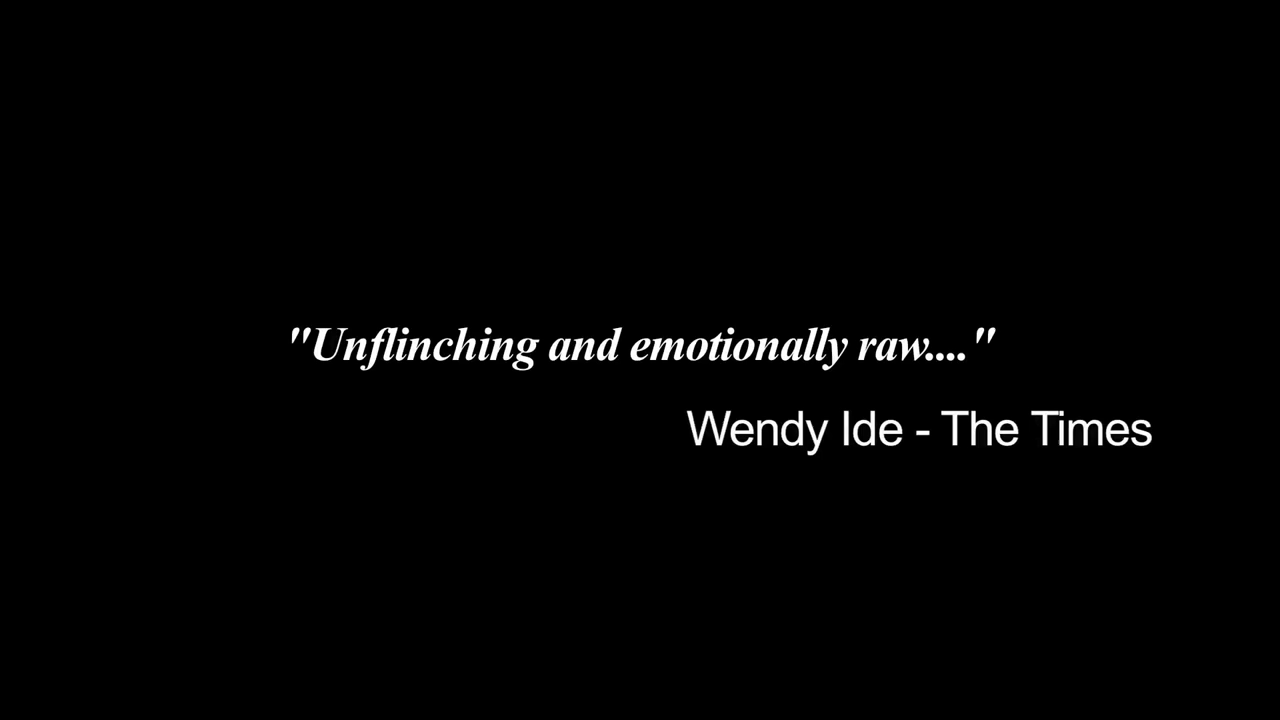 "Unflinching and emotionally raw...."
Wendy Ide - The Times